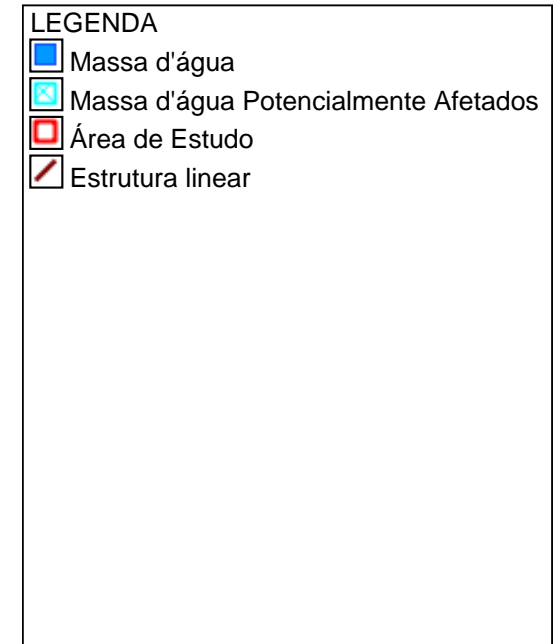 LEGENDA
Massa d'água
Massa d'água Potencialmente Afetados
Área de Estudo
Estrutura linear